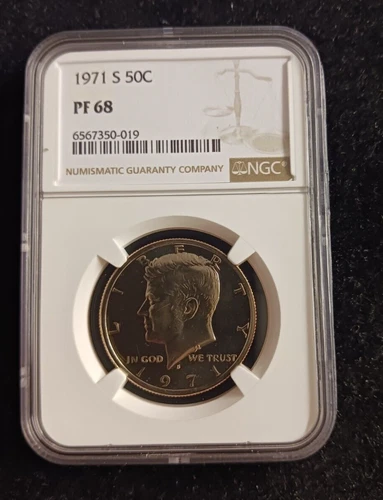 1971 S 50C
PF 68
6567350-019
NUMISMATIC GUARANTY COMPANY NGC
LIBERTY
IN GOD WE TRUST
S
1971